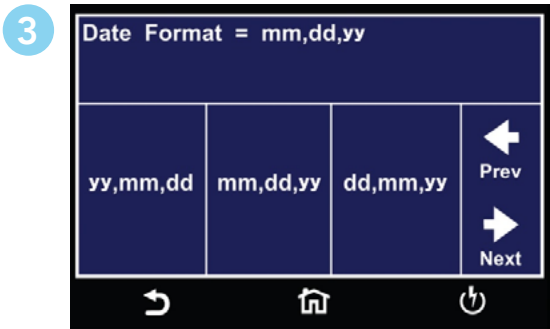 3
Date Format = mm,dd,yy
yy,mm,dd mm,dd,yy dd,mm,yy
Prev
Next